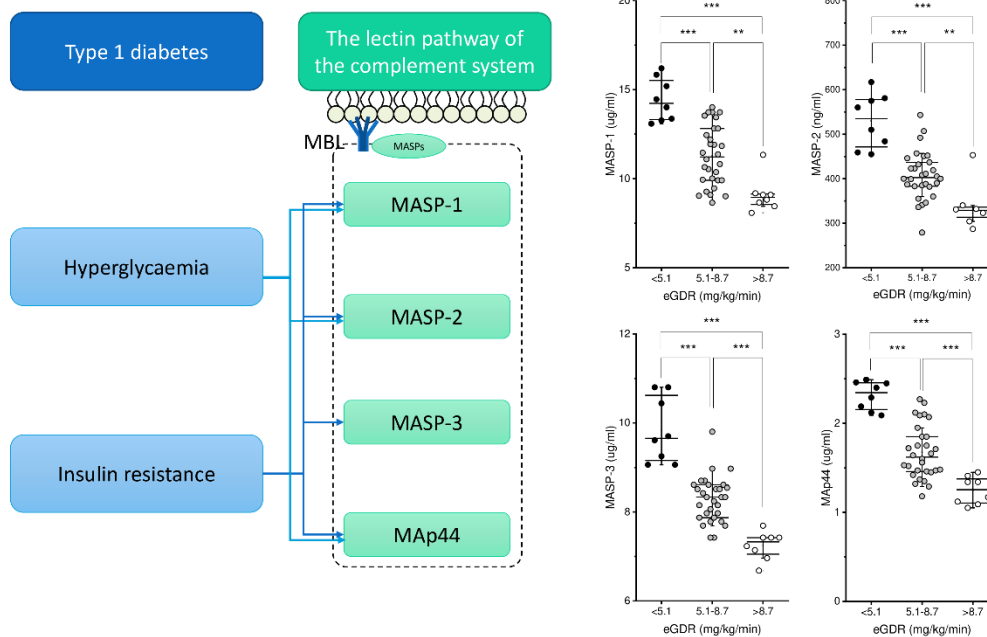 Type 1 diabetes
The lectin pathway of
the complement system
MBL
MASPs
MASP-1
Hyperglycaemia
MASP-2
MASP-3
Insulin resistance
MAp44
MASP-1 (ug/ml)
20
15
10
5
***
***
**
<5.1
5.1-8.7
>8.7
eGDR (mg/kg/min)
MASP-2 (ng/ml)
800
700
600
500
400
300
200
***
***
**
<5.1
5.1-8.7
>8.7
eGDR (mg/kg/min)
MASP-3 (ug/ml)
12
10
8
6
***
***
***
<5.1
5.1-8.7
>8.7
eGDR (mg/kg/min)
MAp44 (ug/ml)
3
2
1
0
***
***
***
<5.1
5.1-8.7
>8.7
eGDR (mg/kg/min)